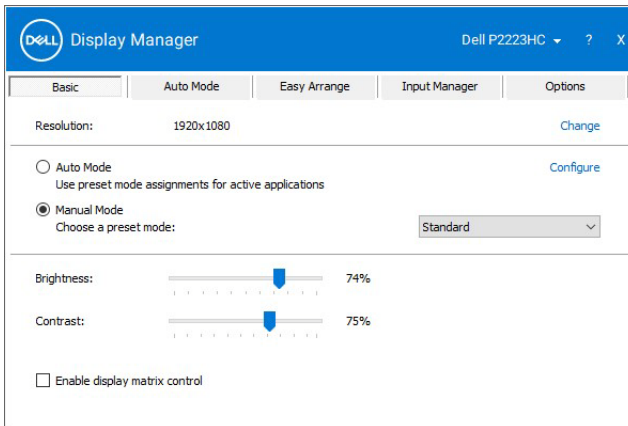 DELL Display Manager Dell P2223HC ? X
Basic Auto Mode Easy Arrange Input Manager Options
Resolution: 1920x1080 Change
Auto Mode Configure
Use preset mode assignments for active applications
Manual Mode
Choose a preset mode: Standard
Brightness: 74%
Contrast: 75%
Enable display matrix control